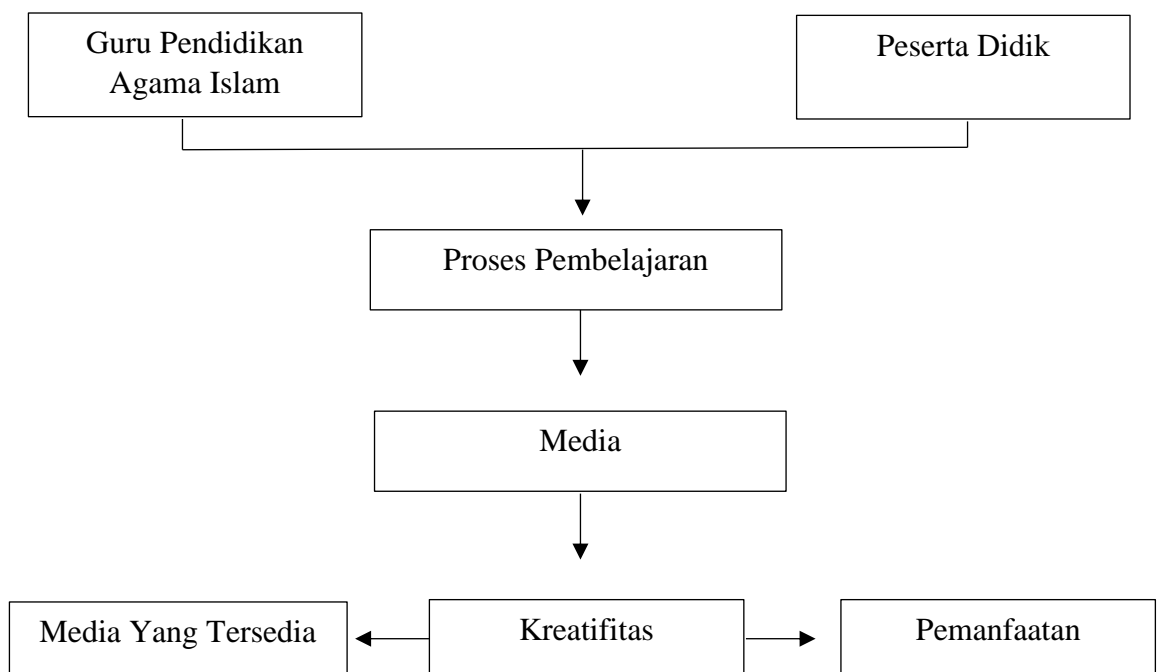 Guru Pendidikan
Agama Islam
Peserta Didik
Proses Pembelajaran
Media
Media Yang Tersedia
Kreatifitas
Pemanfaatan